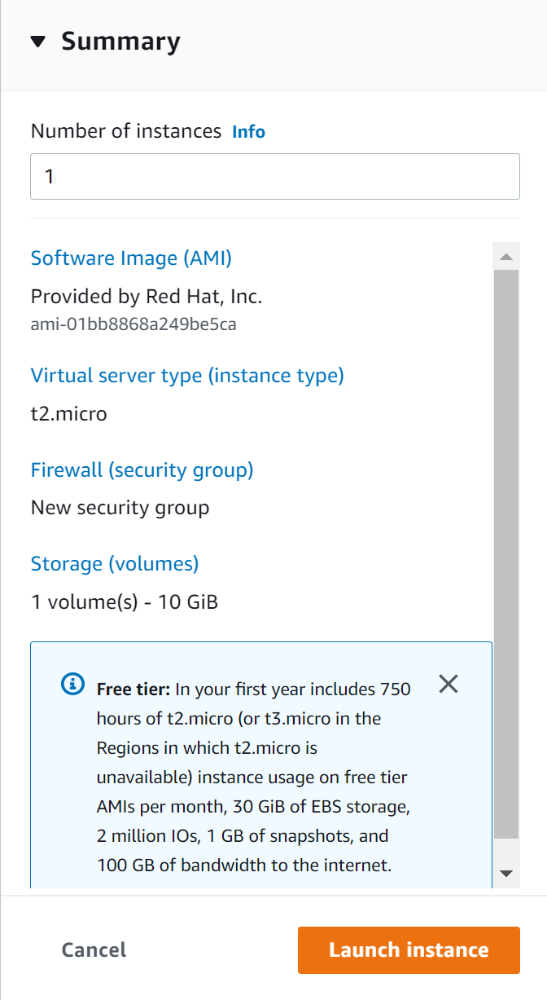 Summary
Number of instances Info
1
Software Image (AMI)
Provided by Red Hat, Inc.
ami-01bb8868a249be5ca
Virtual server type (instance type)
t2.micro
Firewall (security group)
New security group
Storage (volumes)
1 volume(s) - 10 GiB
Free tier: In your first year includes 750
hours of t2.micro (or t3.micro in the
Regions in which t2.micro is
unavailable) instance usage on free tier
AMIs per month, 30 GiB of EBS storage,
2 million IOs, 1 GB of snapshots, and
100 GB of bandwidth to the internet.
Cancel
Launch instance